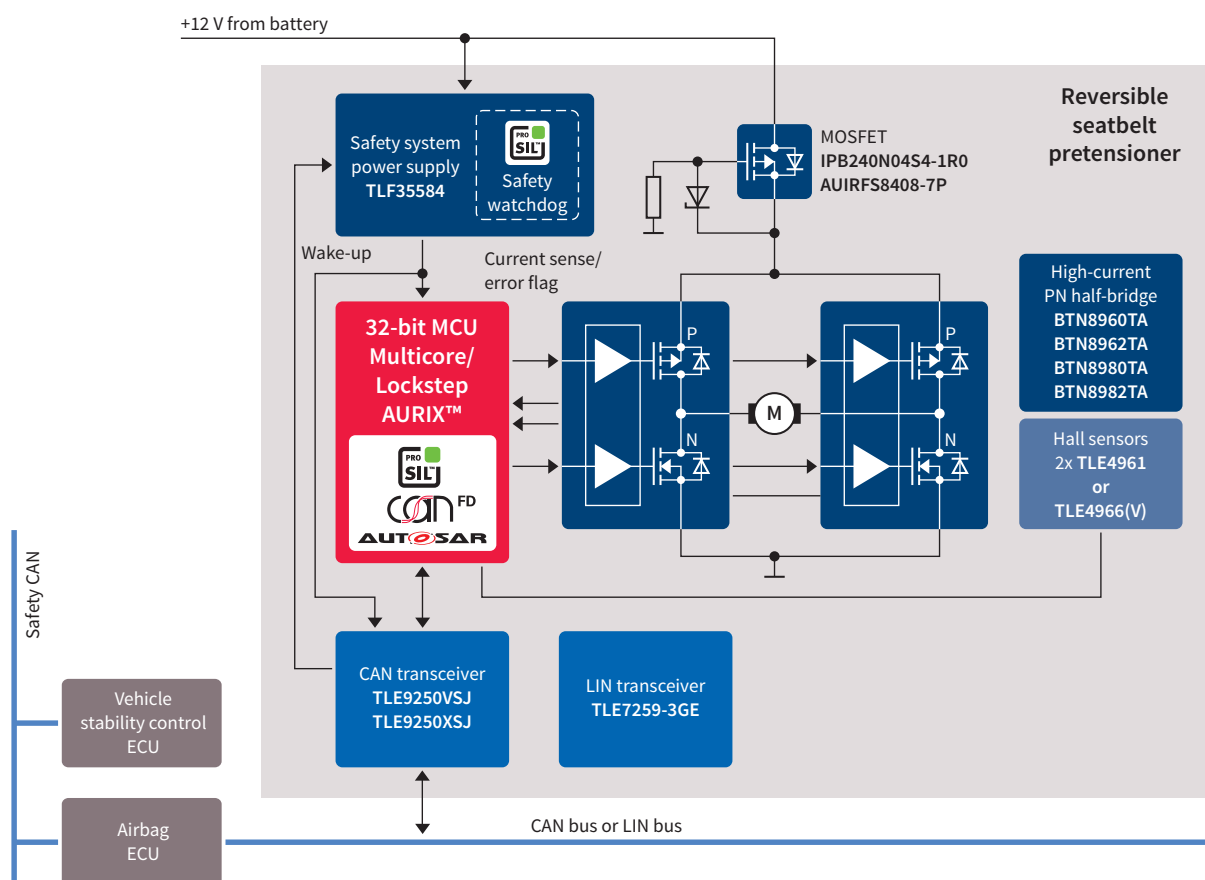 +12 V from battery
Reversible
seatbelt
pretensioner
Safety system
power supply
TLF35584
PRO
SIL™
Safety
watchdog
MOSFET
IPB240N04S4-1R0
AUIRFS8408-7P
Wake-up
Current sense/
error flag
32-bit MCU
Multicore/
Lockstep
AURIX™
PRO
SIL™
CAN FD
AUTOSAR
P
N
M
P
N
High-current
PN half-bridge
BTN8960TA
BTN8962TA
BTN8980TA
BTN8982TA
Hall sensors
2x TLE4961
or
TLE4966(V)
Safety CAN
CAN transceiver
TLE9250VSJ
TLE9250XSJ
LIN transceiver
TLE7259-3GE
Vehicle
stability control
ECU
Airbag
ECU
CAN bus or LIN bus